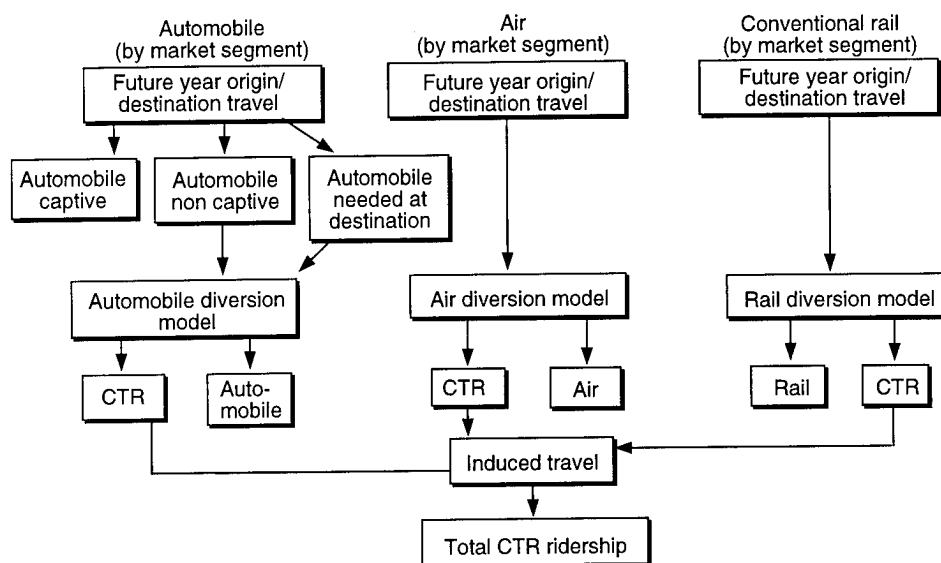 Automobile
(by market segment)
Future year origin/
destination travel
Automobile
captive
Automobile
non captive
Automobile
needed at
destination
Automobile diversion
model
CTR
Auto-
mobile
Air
(by market segment)
Future year origin/
destination travel
Air diversion model
CTR
Air
Conventional rail
(by market segment)
Future year origin/
destination travel
Rail diversion model
Rail
CTR
Induced travel
Total CTR ridership